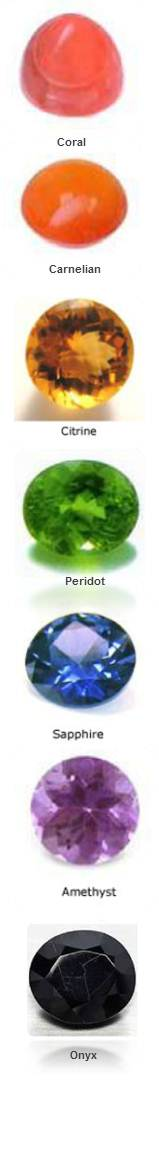 Coral
Carnelian
Citrine
Peridot
Sapphire
Amethyst
Onyx